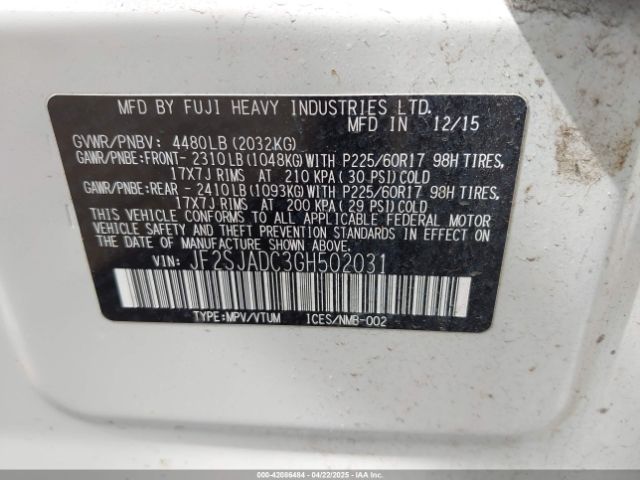 MFD BY FUJI HEAVY INDUSTRIES LTD.
MFD IN 12/15
GVWR/PNBV: 4480LB(2032KG)
GAWR/PNBE:FRONT- 2310LB(1048KG)WITH P225/60R17 98H TIRES,
17X7J RIMS AT 210 KPA( 30 PSI)COLD
GAWR/PNBE:REAR - 2410LB(1093KG)WITH P225/60R17 98H TIRES,
17X7J RIMS AT 200 KPA( 29 PSI)COLD
THIS VEHICLE CONFORMS TO ALL APPLICABLE FEDERAL MOTOR
VEHICLE SAFETY AND THEFT PREVENTION STANDARDS IN EFFECT
ON THE DATE OF MANUFACTURE SHOWN ABOVE.
VIN: JF2SJADC3GH502031
TYPE:MPV/VTUM ICES/NMB-002
000-42086484 - 04/22/2025 - IAAI.COM